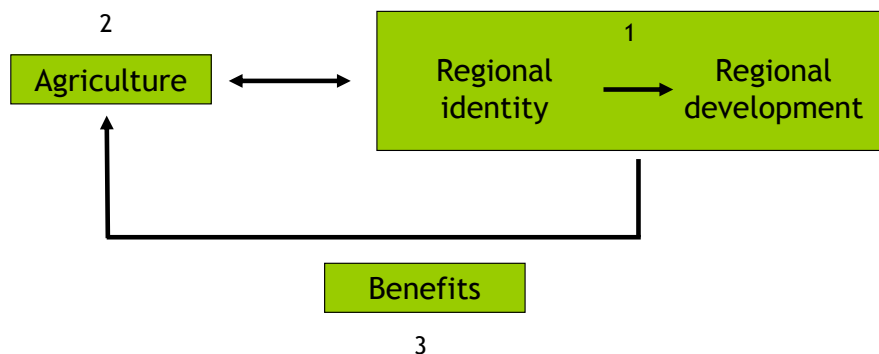 2
1
Agriculture
Regional
identity
Regional
development
Benefits
3